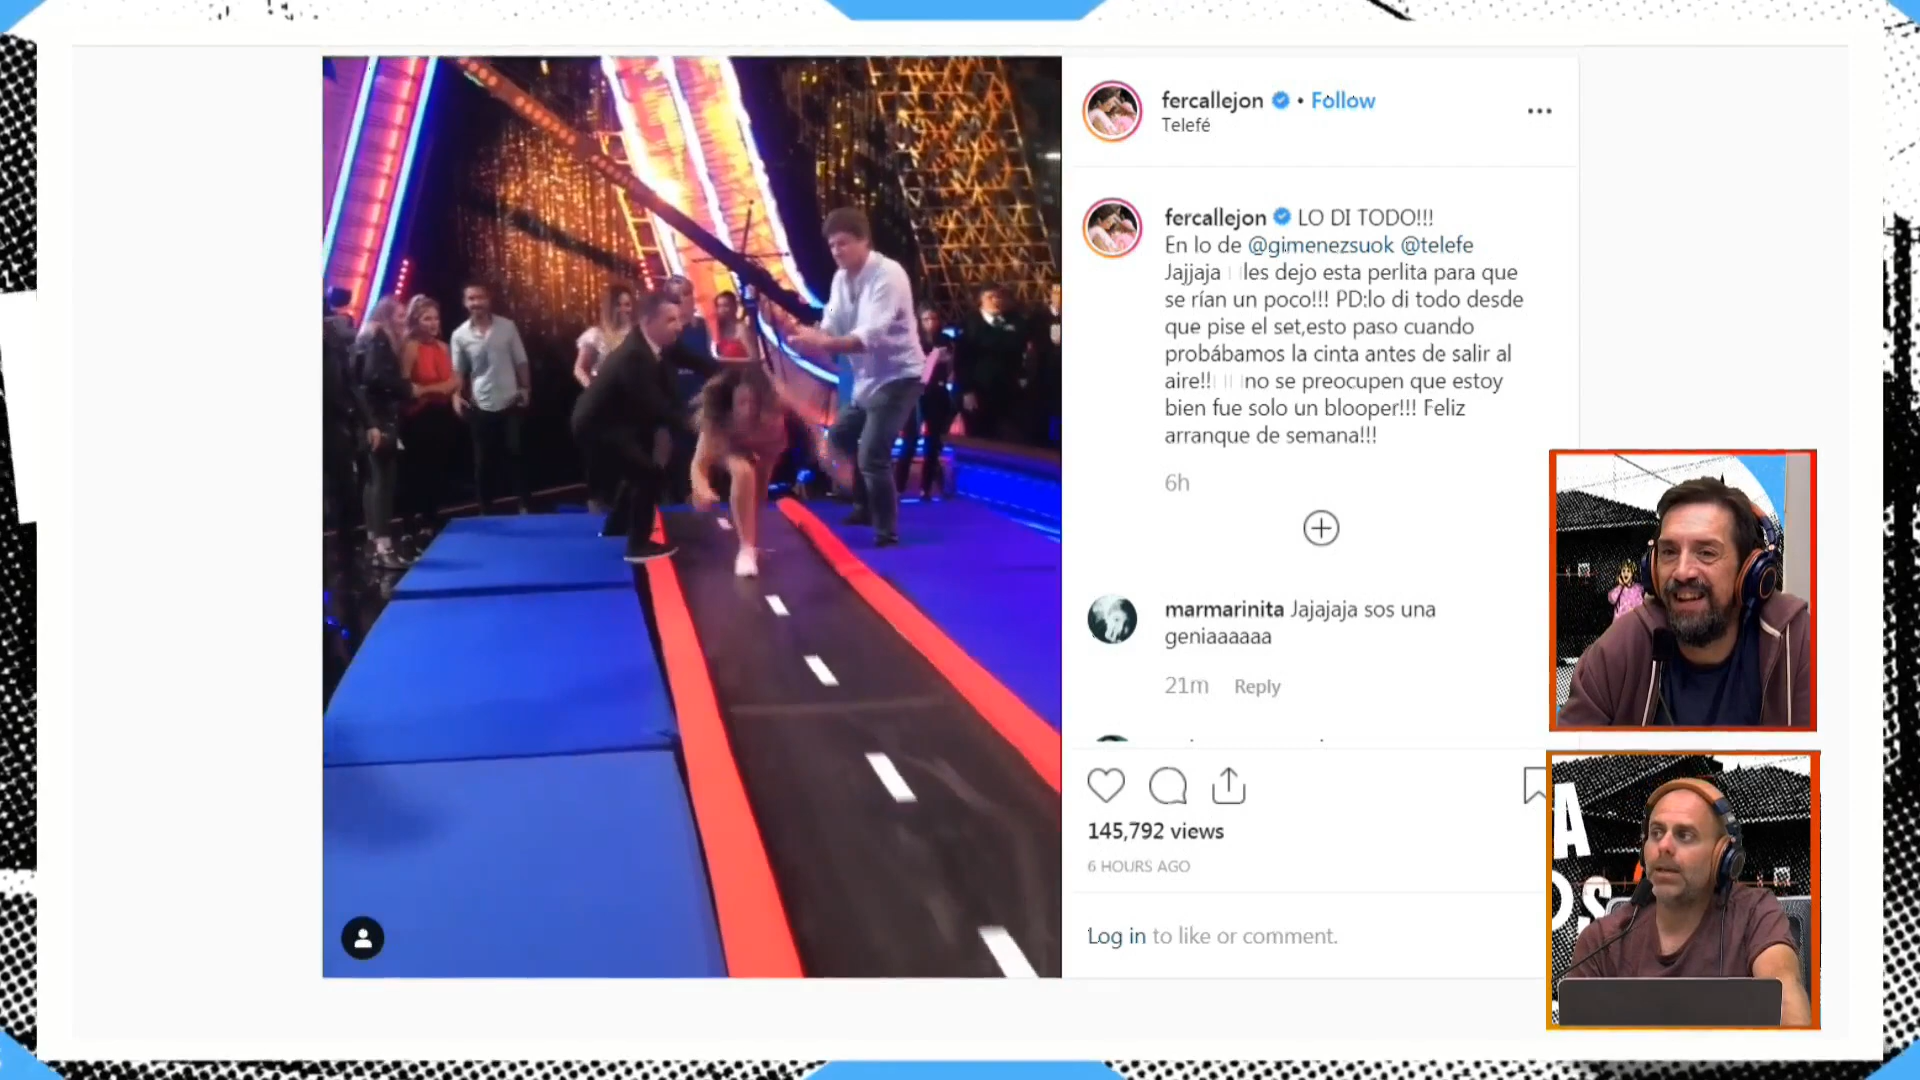 fercallejon • Follow
Telefé
fercallejon LO DI TODO!!!
En lo de @gimenezsuok @telefe
Jajjaja les dejo esta perlita para que
se rían un poco!!! PD:lo di todo desde
que pise el set,esto paso cuando
probábamos la cinta antes de salir al
aire!! no se preocupen que estoy
bien fue solo un blooper!!! Feliz
arranque de semana!!!
6h
marmarinita Jajajaja sos una
geniaaaaaa
21m Reply
145,792 views
6 HOURS AGO
Log in to like or comment.